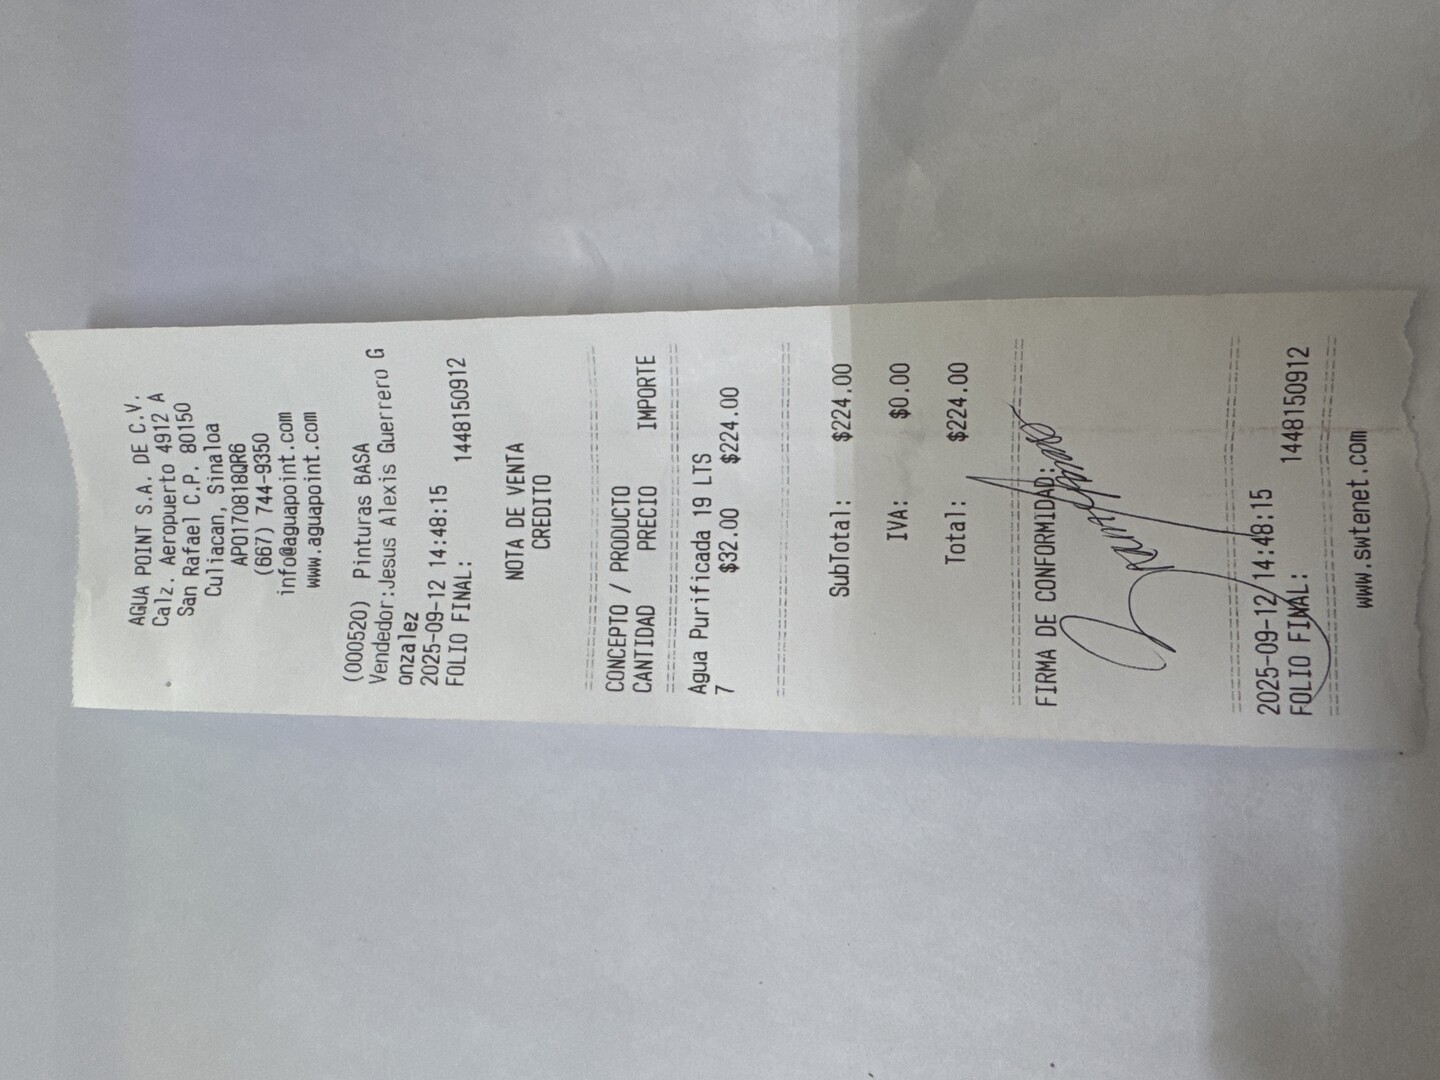 AGUA POINT S.A. DE C.V.
Calz. Aeropuerto 4912 A
San Rafael C.P. 80150
Culiacan, Sinaloa
APO170818QR6
(667) 744-9350
info@aguapoint.com
www.aguapoint.com
(000520) Pinturas BASA
Vendedor:Jesus Alexis Guerrero G
onzalez
2025-09-12 14:48:15
FOLIO FINAL: 1448150912
NOTA DE VENTA
CREDITO
CONCEPTO / PRODUCTO
CANTIDAD PRECIO IMPORTE
Agua Purificada 19 LTS
7 $32.00 $224.00
SubTotal: $224.00
IVA: $0.00
Total: $224.00
FIRMA DE CONFORMIDAD:
2025-09-12/14:48:15
FOLIO FINAL: 1448150912
www.swtenet.com